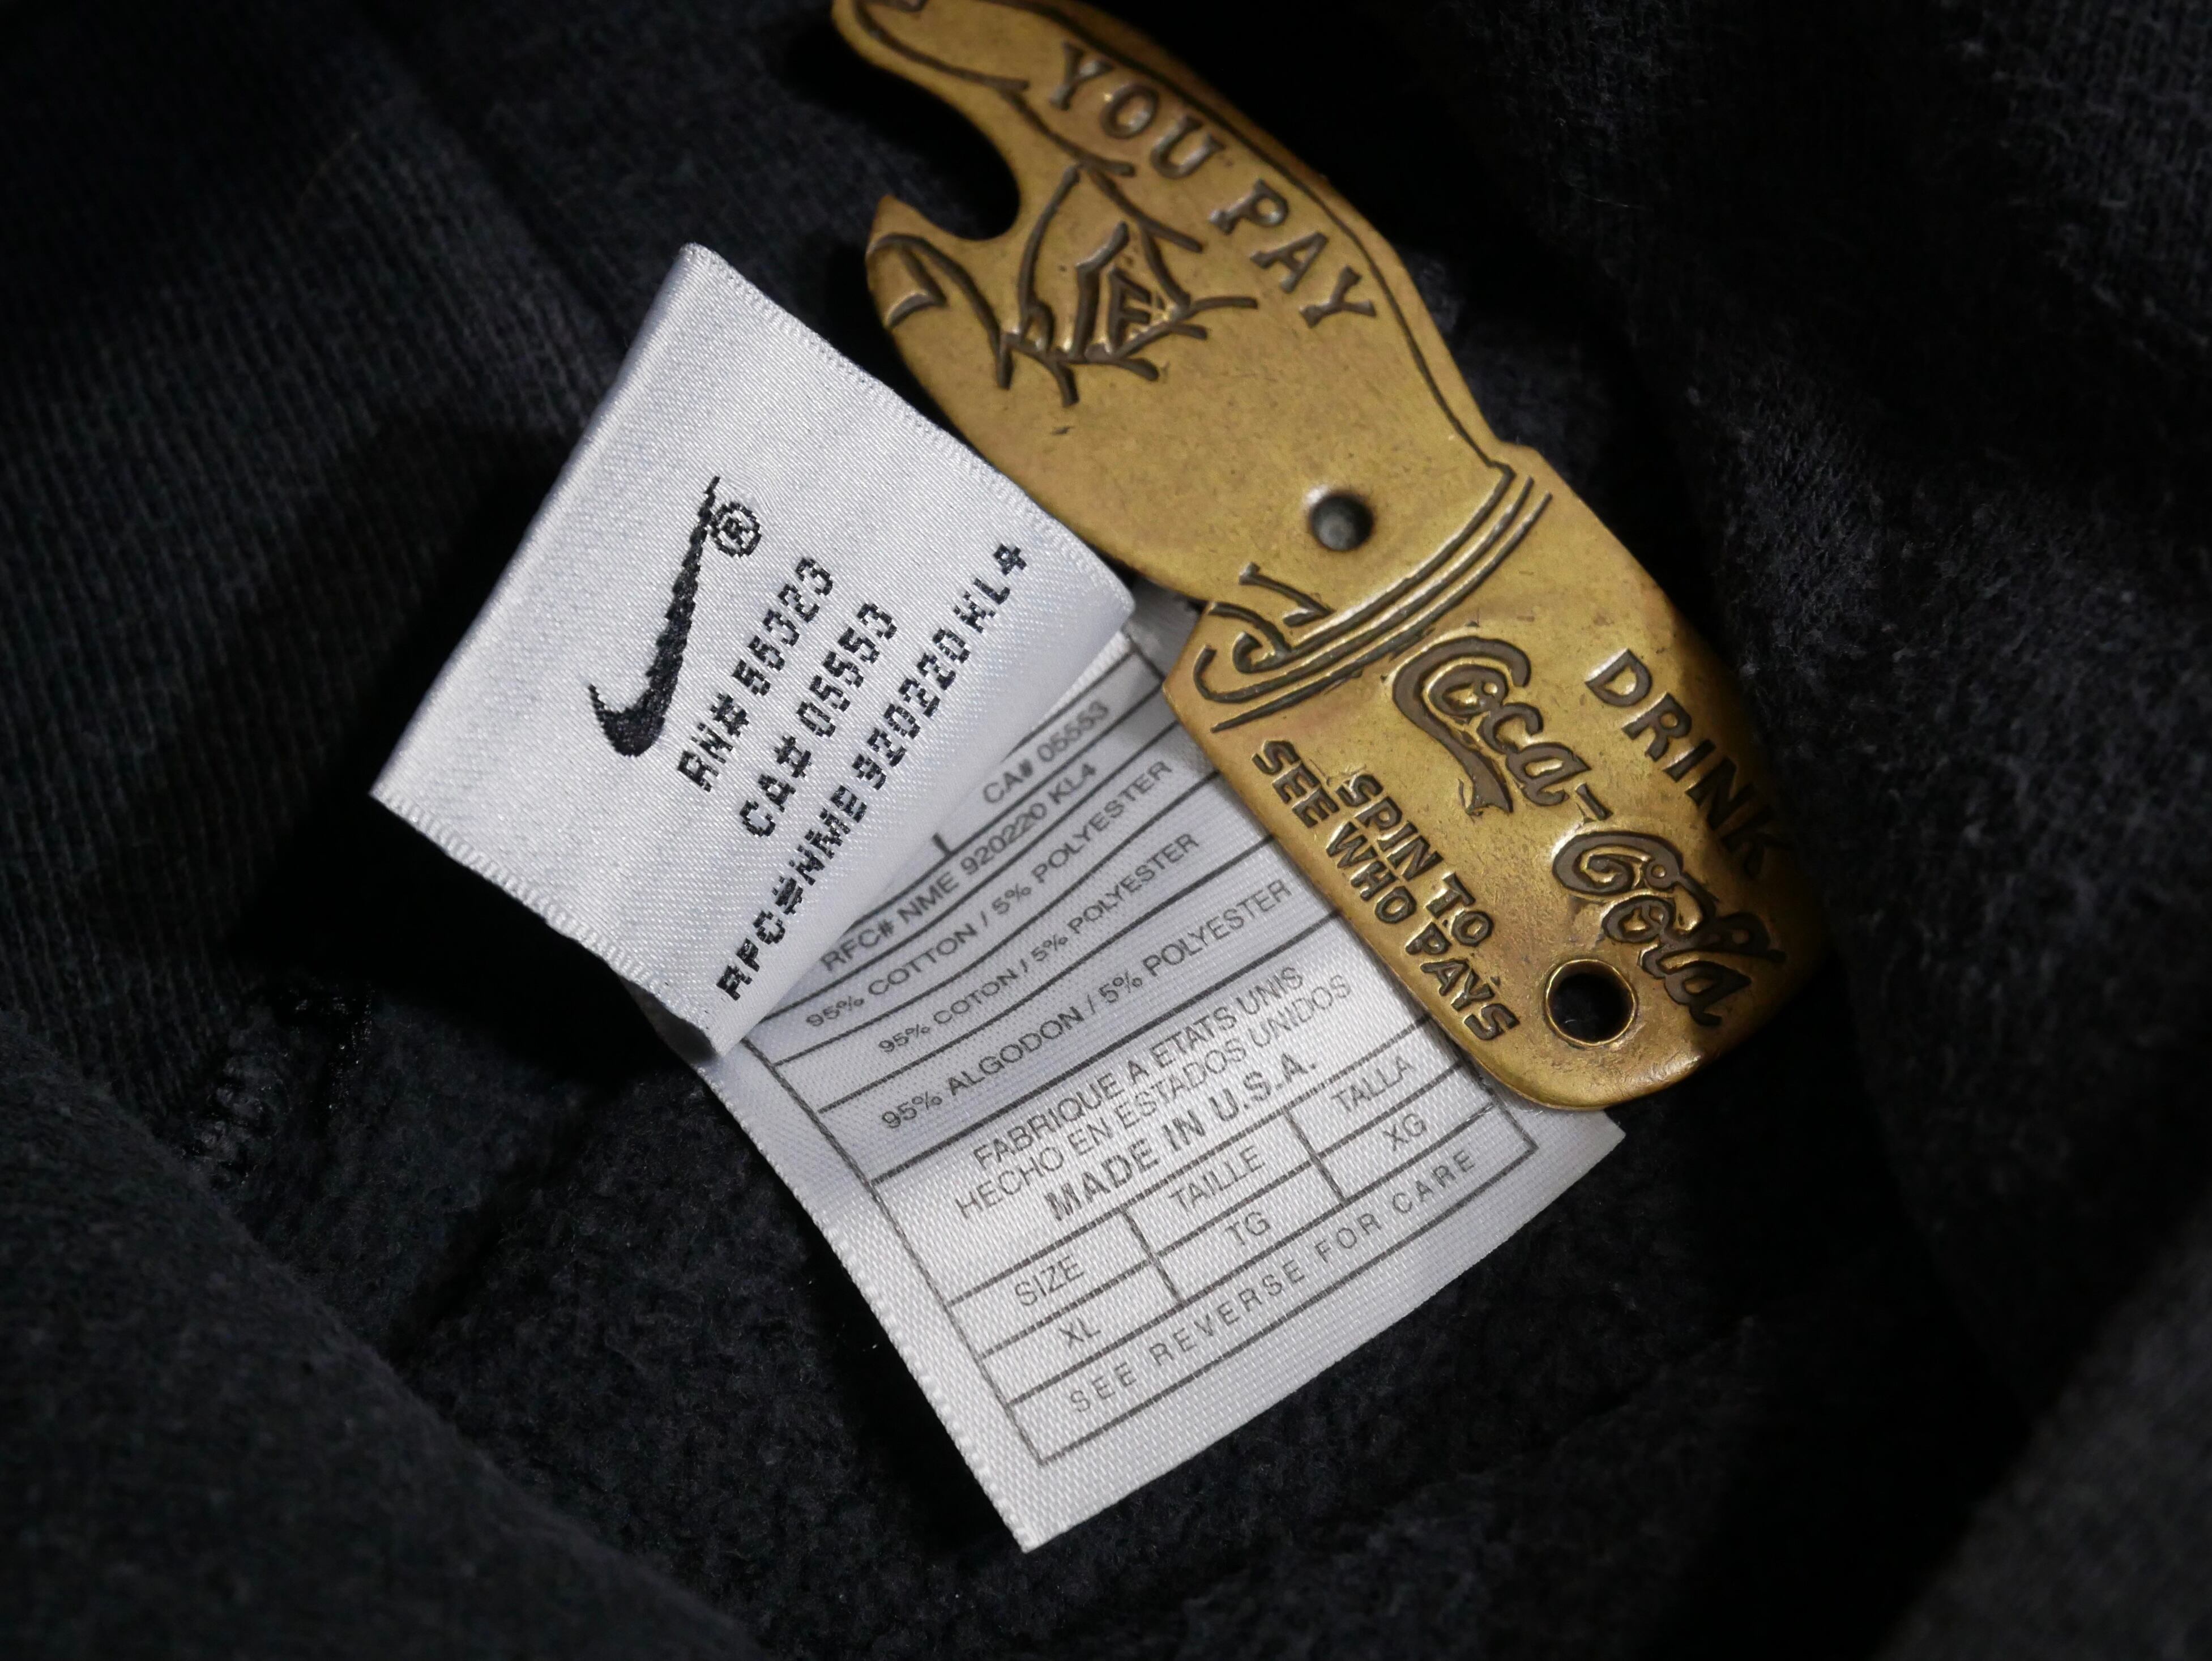 YOU PAY
DRINK
Coca-Cola
SPIN TO
SEE WHO PAYS
®
RN# 56323
CA# 05553
RFC#NME 920220 KL4
CA# 05553
RFC# NME 920220 KL4
95% COTTON / 5% POLYESTER
95% COTON / 5% POLYESTER
95% ALGODON / 5% POLYESTER
FABRIQUE A ETATS UNIS
HECHO EN ESTADOS UNIDOS
MADE IN U.S.A.
SIZE TAILLE TALLA
XL TG XG
SEE REVERSE FOR CARE